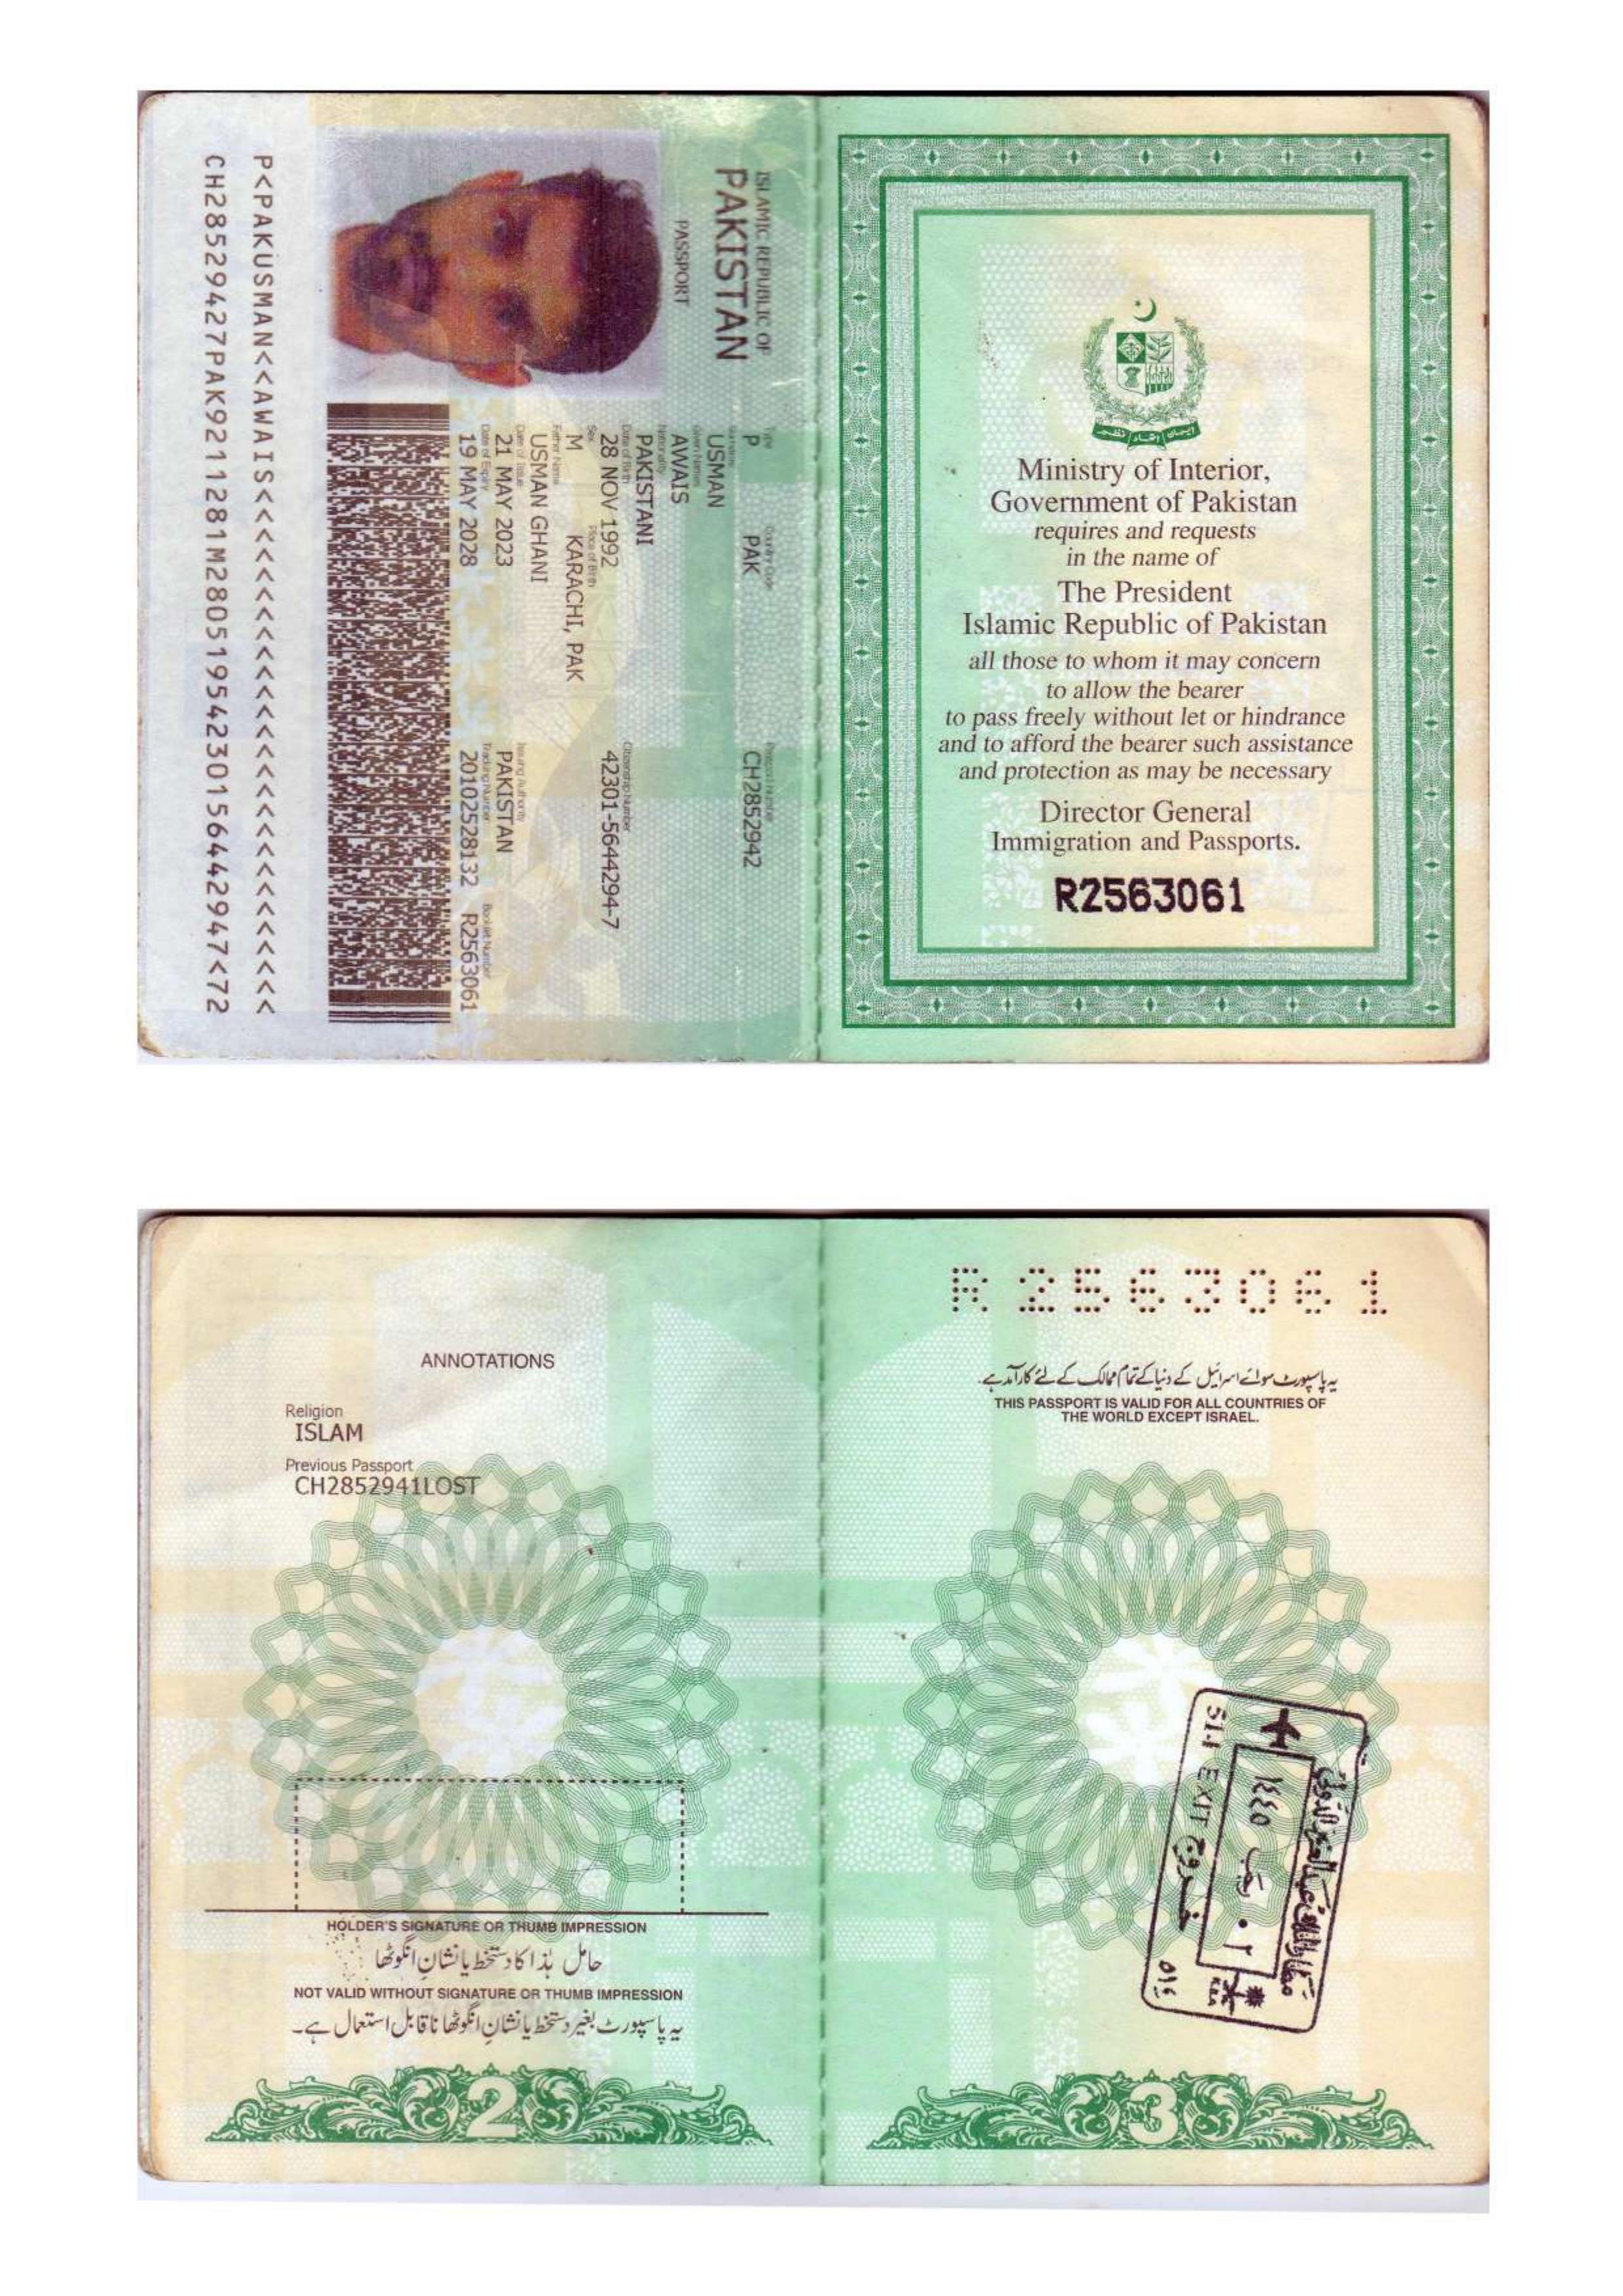 ISLAMIC REPUBLIC OF
PAKISTAN
PASSPORT
Type
P
Country Code
PAK
Passport Number
CH2852942
Surname
USMAN
Given Names
AWAIS
Nationality
PAKISTANI
Date of Birth
28 NOV 1992
Citizenship Number
42301-5644294-7
Sex
M
Place of Birth
KARACHI, PAK
Father Name
USMAN GHANI
Date of Issue
21 MAY 2023
Issuing Authority
PAKISTAN
Date of Expiry
19 MAY 2028
Tracking Number
20102528132
Booklet Number
R2563061
P<PAKUSMAN<<AWAIS<<<<<<<<<<<<<<<<<<<<<<<<<<<
CH28529427PAK9211281M28051954230156442947<72
ایمان اتحاد نظم
Ministry of Interior,
Government of Pakistan
requires and requests
in the name of
The President
Islamic Republic of Pakistan
all those to whom it may concern
to allow the bearer
to pass freely without let or hindrance
and to afford the bearer such assistance
and protection as may be necessary
Director General
Immigration and Passports.
R2563061
ANNOTATIONS
Religion
ISLAM
Previous Passport
CH2852941LOST
HOLDER'S SIGNATURE OR THUMB IMPRESSION
حامل ہٰذا کا دستخط یا نشانِ انگوٹھا
NOT VALID WITHOUT SIGNATURE OR THUMB IMPRESSION
یہ پاسپورٹ بغیر دستخط یا نشانِ انگوٹھا ناقابل استعمال ہے۔
2
R2563061
یہ پاسپورٹ سوائے اسرائیل کے دنیا کے تمام ممالک کے لئے کارآمد ہے۔
THIS PASSPORT IS VALID FOR ALL COUNTRIES OF
THE WORLD EXCEPT ISRAEL.
مطار الملك عبدالعزيز الدولي
١٤٤٥
EXIT خروج
3